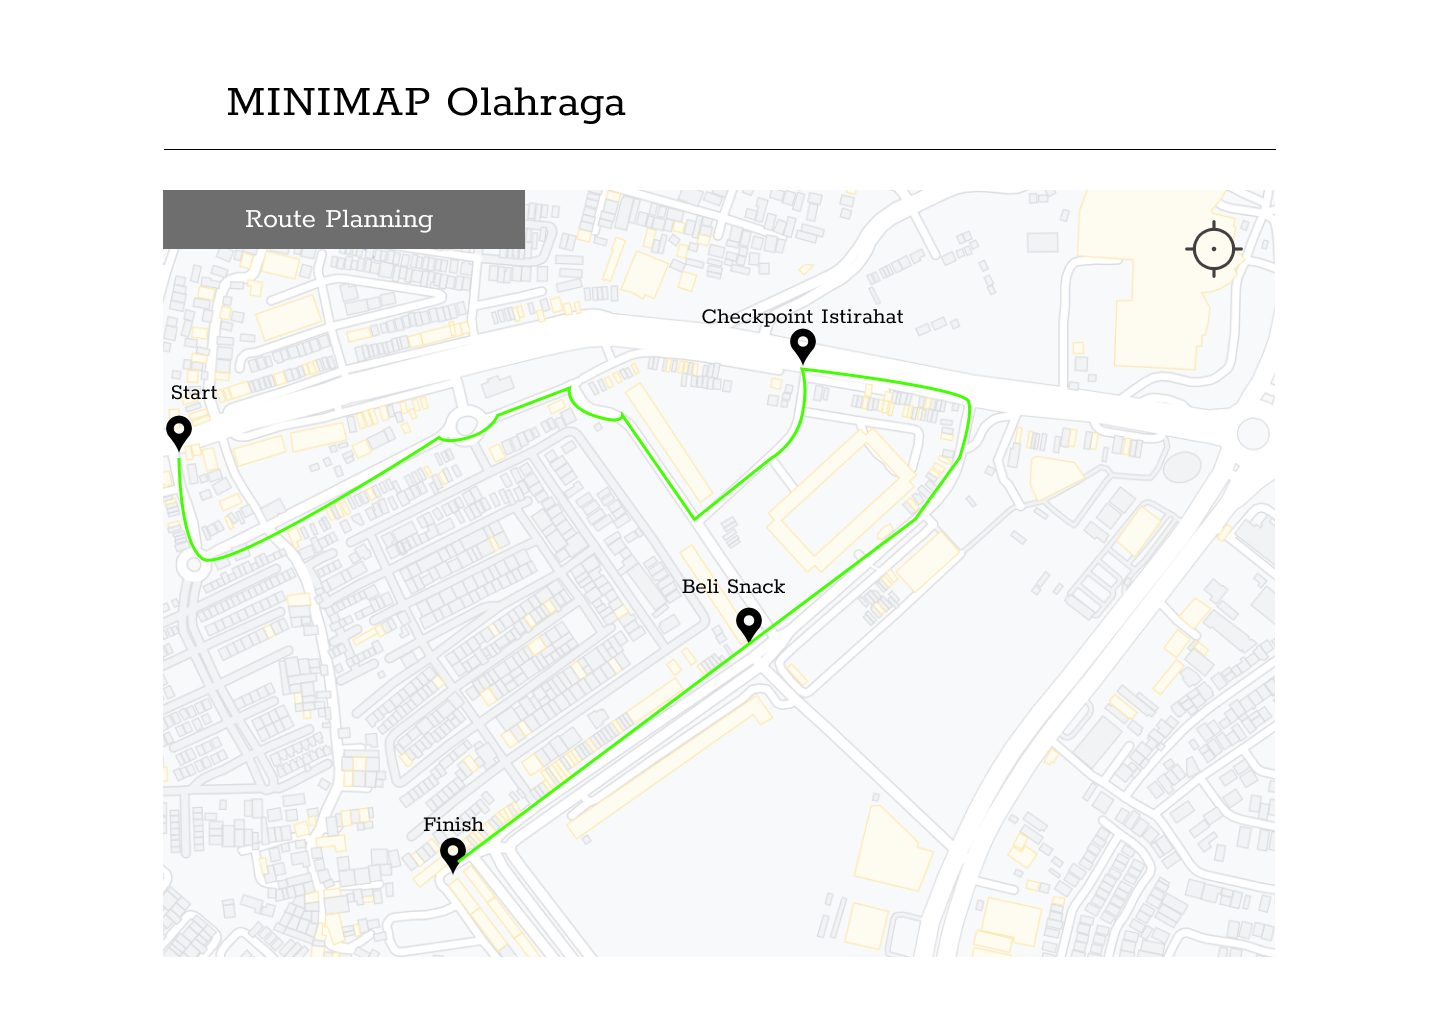 MINIMAP Olahraga
Route Planning
Checkpoint Istirahat
Start
Beli Snack
Finish